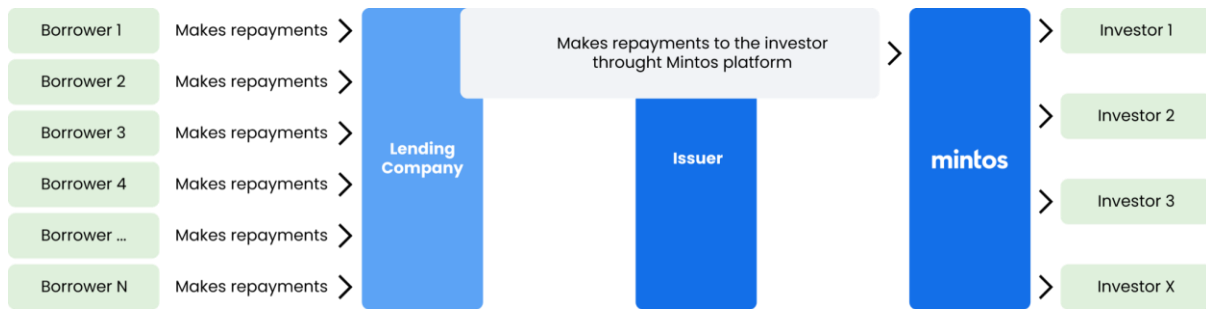 Borrower 1 Makes repayments
Borrower 2 Makes repayments
Borrower 3 Makes repayments
Borrower 4 Makes repayments
Borrower ... Makes repayments
Borrower N Makes repayments
Lending
Company
Makes repayments to the investor
throught Mintos platform
Issuer
mintos
Investor 1
Investor 2
Investor 3
Investor X